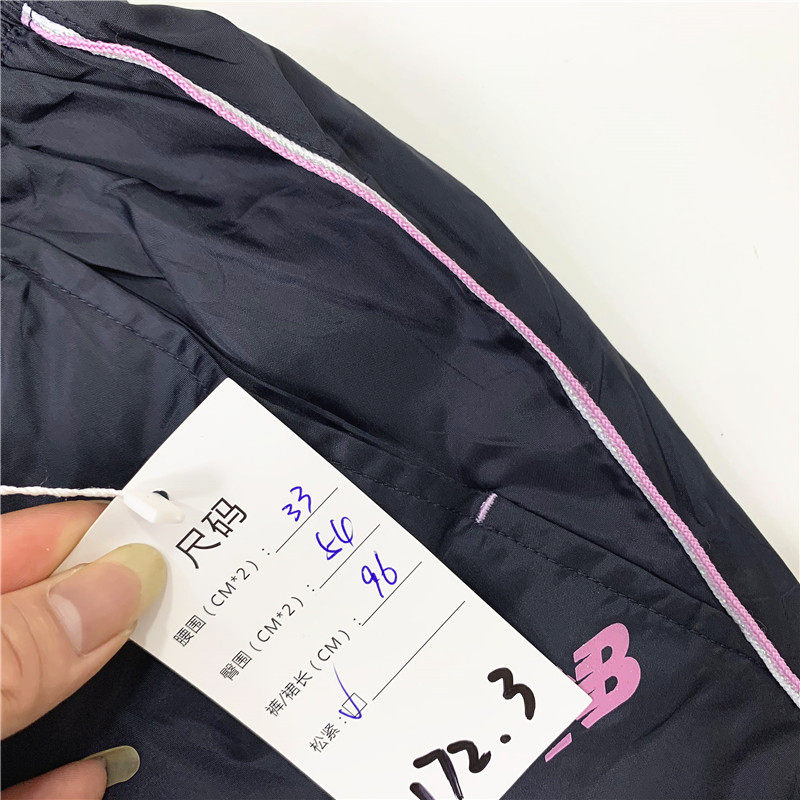 尺码
腰围(CM*2): 33
臀围(CM*2): 56
裤/裙长(CM): 96
松紧: ☑
172.3
NB